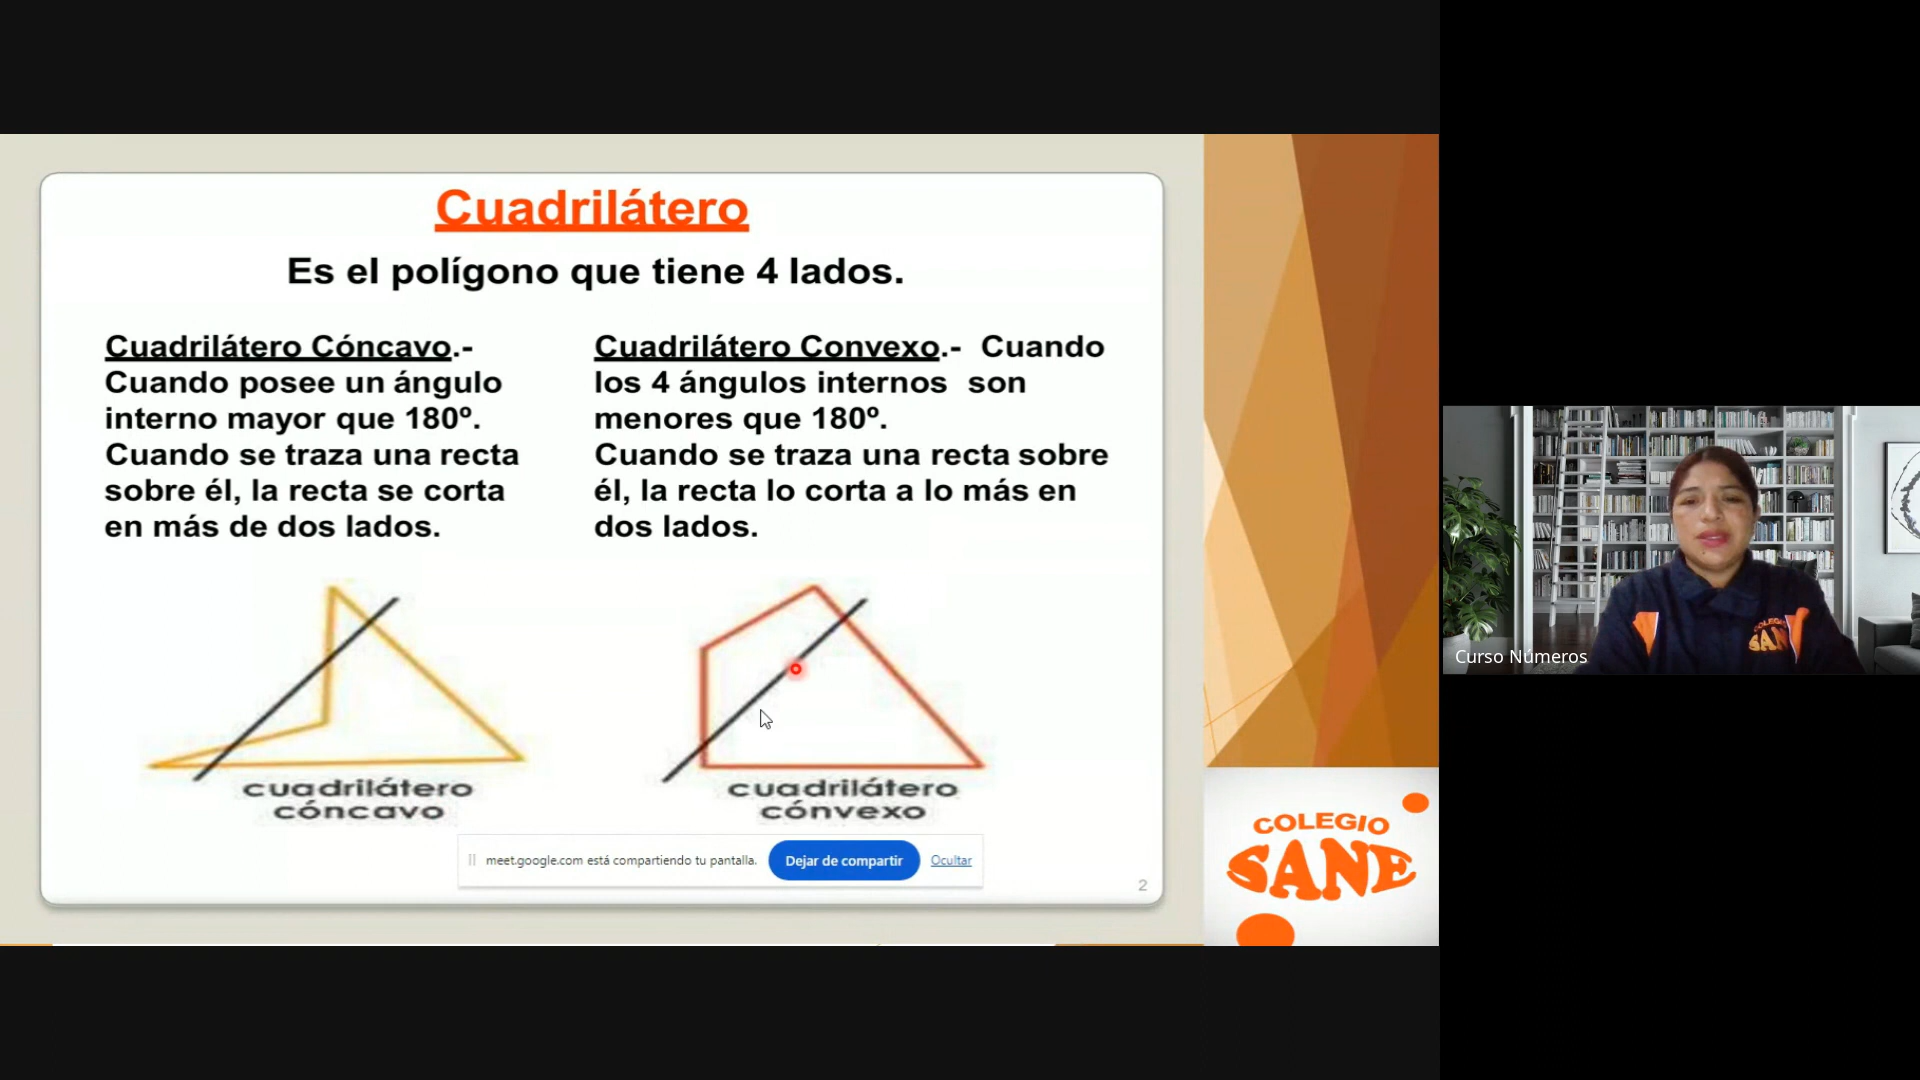 Cuadrilátero
Es el polígono que tiene 4 lados.
Cuadrilátero Cóncavo.-
Cuando posee un ángulo
interno mayor que 180º.
Cuando se traza una recta
sobre él, la recta se corta
en más de dos lados.
Cuadrilátero Convexo.- Cuando
los 4 ángulos internos son
menores que 180º.
Cuando se traza una recta sobre
él, la recta lo corta a lo más en
dos lados.
cuadrilátero
cóncavo
cuadrilátero
cónvexo
meet.google.com está compartiendo tu pantalla.
Dejar de compartir
Ocultar
2
COLEGIO
SANE
Curso Números
COLEGIO
SAN